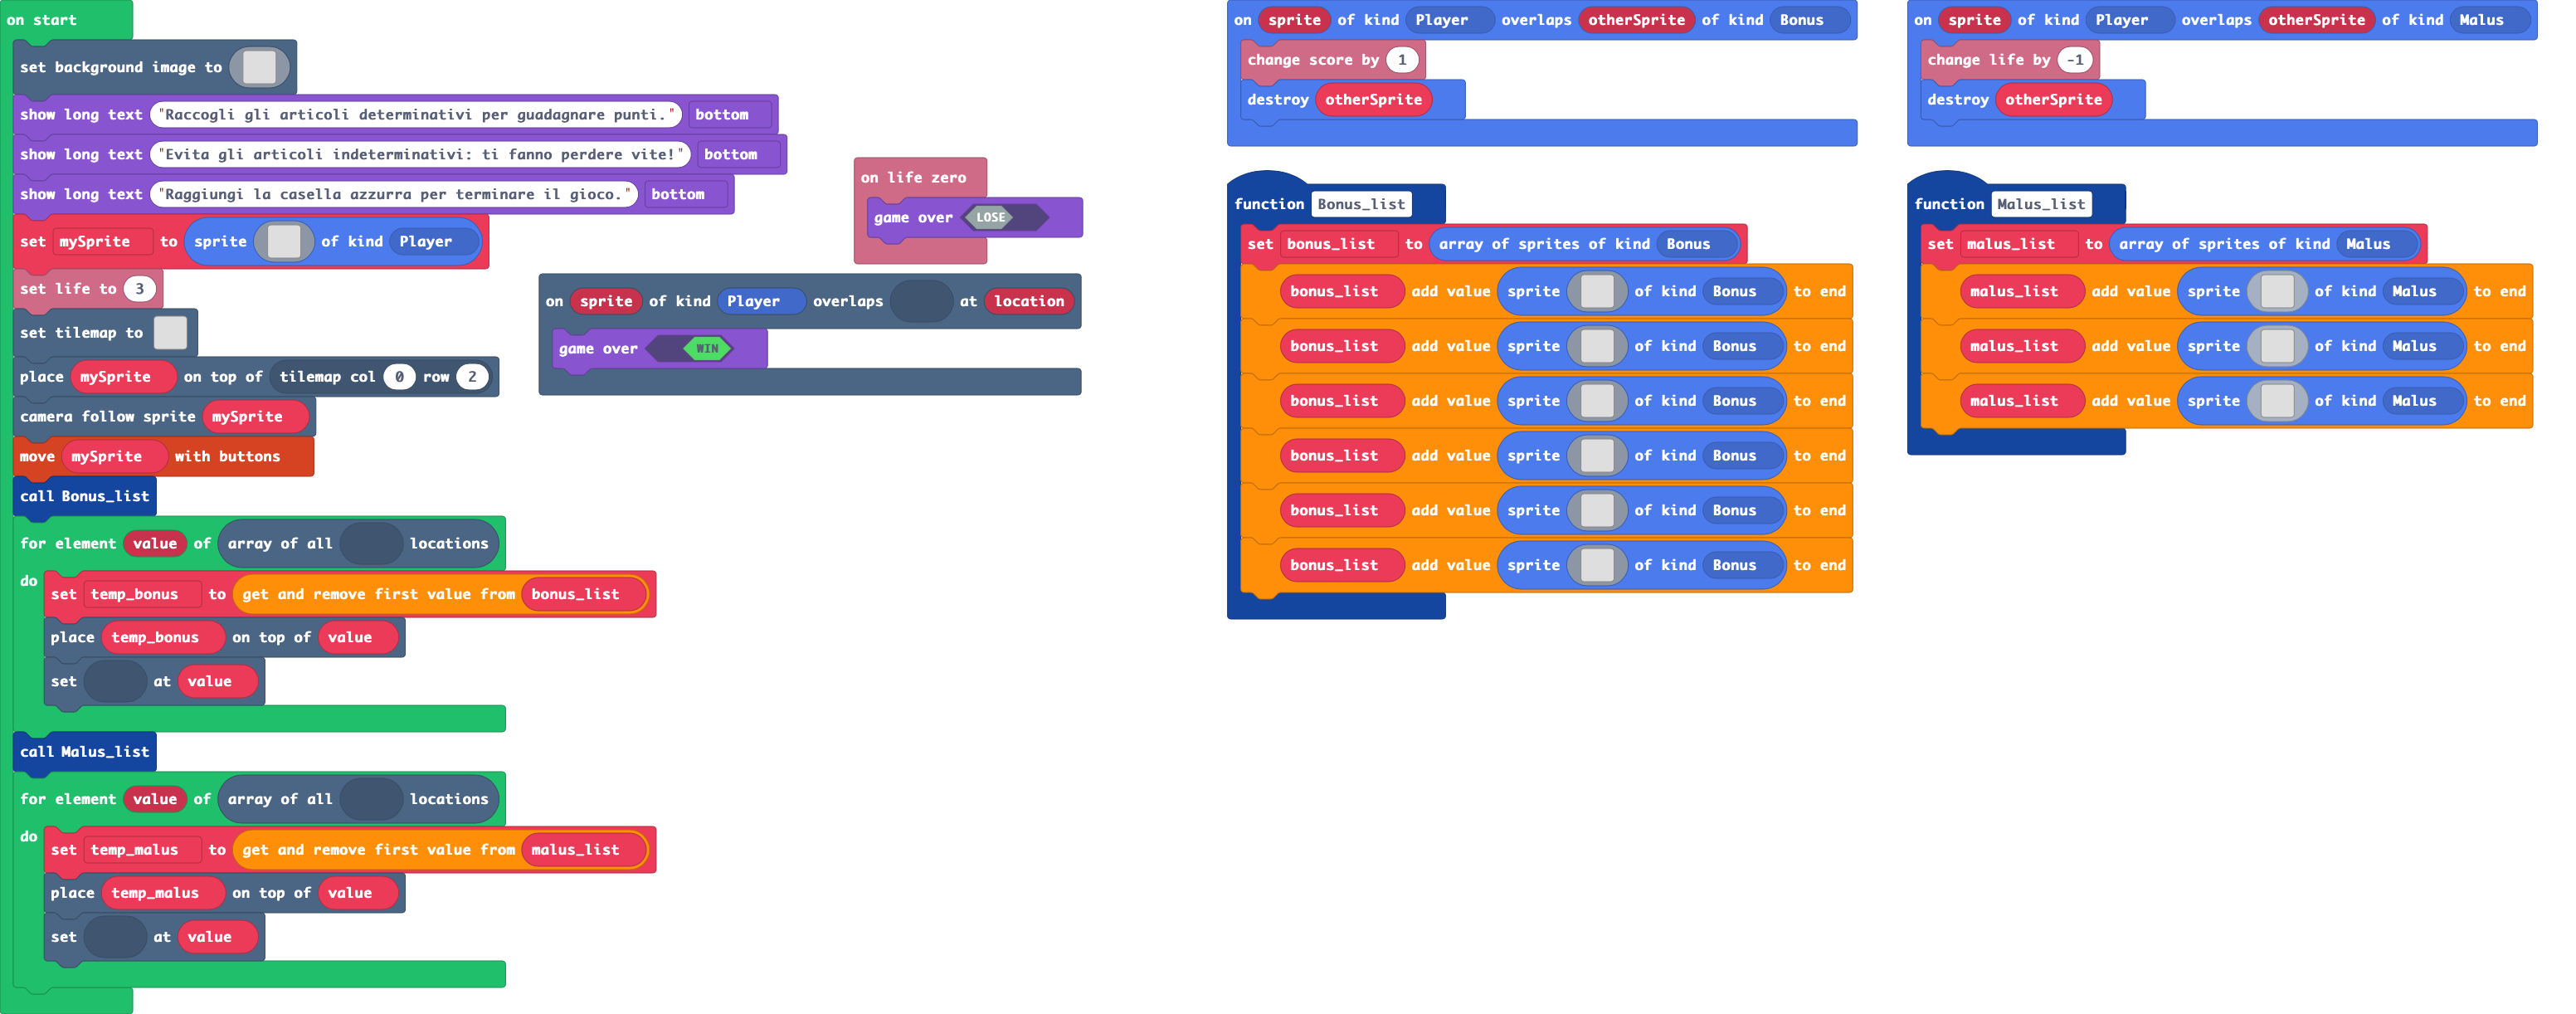 on start
set background image to
show long text "Raccogli gli articoli determinativi per guadagnare punti." bottom
show long text "Evita gli articoli indeterminativi: ti fanno perdere vite!" bottom
show long text "Raggiungi la casella azzurra per terminare il gioco." bottom
set mySprite to sprite of kind Player
set life to 3
set tilemap to
place mySprite on top of tilemap col 0 row 2
camera follow sprite mySprite
move mySprite with buttons
call Bonus_list
for element value of array of all locations
do
set temp_bonus to get and remove first value from bonus_list
place temp_bonus on top of value
set at value
call Malus_list
for element value of array of all locations
do
set temp_malus to get and remove first value from malus_list
place temp_malus on top of value
set at value
on life zero
game over LOSE
on sprite of kind Player overlaps at location
game over WIN
on sprite of kind Player overlaps otherSprite of kind Bonus
change score by 1
destroy otherSprite
function Bonus_list
set bonus_list to array of sprites of kind Bonus
bonus_list add value sprite of kind Bonus to end
bonus_list add value sprite of kind Bonus to end
bonus_list add value sprite of kind Bonus to end
bonus_list add value sprite of kind Bonus to end
bonus_list add value sprite of kind Bonus to end
bonus_list add value sprite of kind Bonus to end
on sprite of kind Player overlaps otherSprite of kind Malus
change life by -1
destroy otherSprite
function Malus_list
set malus_list to array of sprites of kind Malus
malus_list add value sprite of kind Malus to end
malus_list add value sprite of kind Malus to end
malus_list add value sprite of kind Malus to end